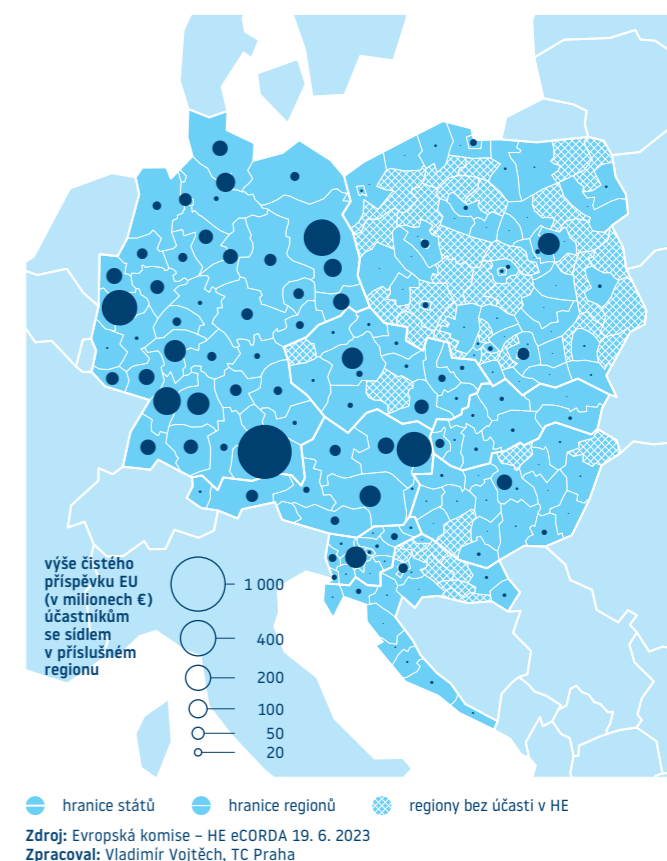 výše čistého
příspěvku EU
(v milionech €)
účastníkům
se sídlem
v příslušném
regionu
1 000
400
200
100
50
20
hranice států
hranice regionů
regiony bez účasti v HE
Zdroj: Evropská komise – HE eCORDA 19. 6. 2023
Zpracoval: Vladimír Vojtěch, TC Praha